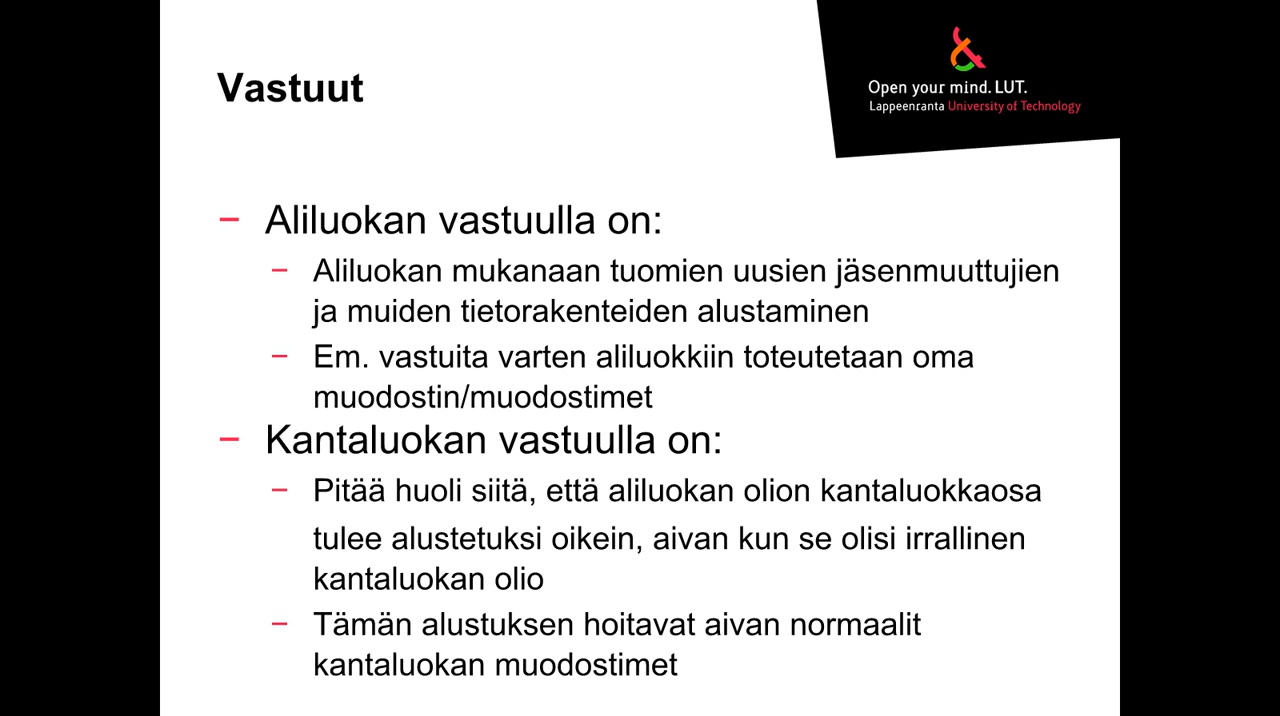 Vastuut
Open your mind. LUT.
Lappeenranta University of Technology
– Aliluokan vastuulla on:
– Aliluokan mukanaan tuomien uusien jäsenmuuttujien
ja muiden tietorakenteiden alustaminen
– Em. vastuita varten aliluokkiin toteutetaan oma
muodostin/muodostimet
– Kantaluokan vastuulla on:
– Pitää huoli siitä, että aliluokan olion kantaluokkaosa
tulee alustetuksi oikein, aivan kun se olisi irrallinen
kantaluokan olio
– Tämän alustuksen hoitavat aivan normaalit
kantaluokan muodostimet